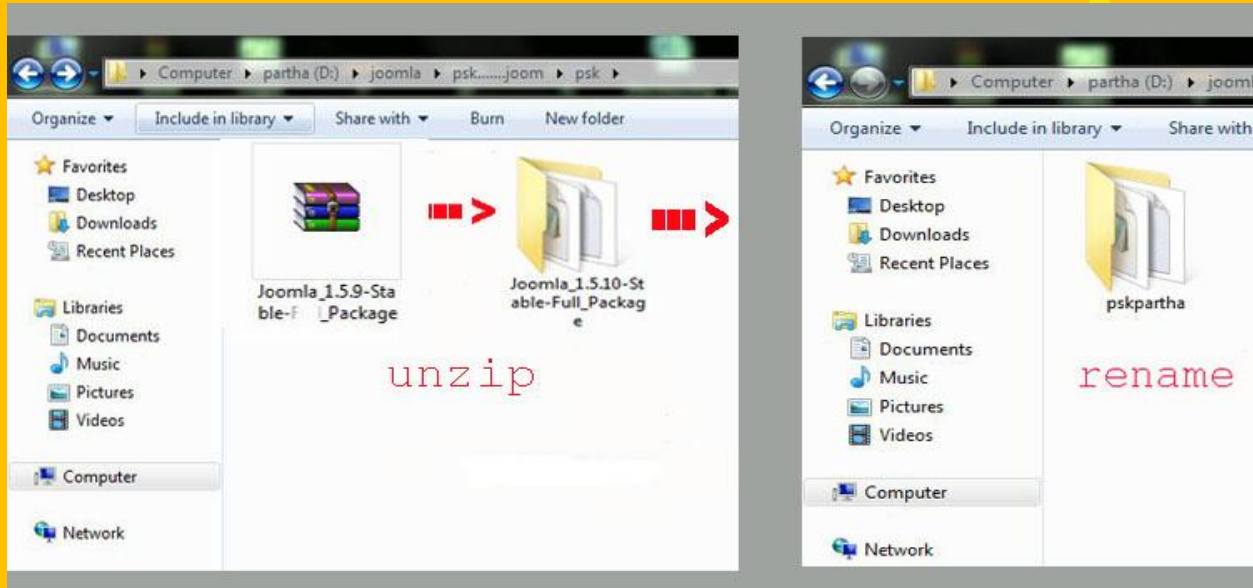 Computer ▸ partha (D:) ▸ joomla ▸ psk.......joom ▸ psk ▸
Organize Include in library Share with Burn New folder
Favorites
Desktop
Downloads
Recent Places
Libraries
Documents
Music
Pictures
Videos
Computer
Network
Joomla_1.5.9-Sta
ble-F _Package
Joomla_1.5.10-St
able-Full_Packag
e
unzip
Computer ▸ partha (D:) ▸ rooml
Organize Include in library Share with
Favorites
Desktop
Downloads
Recent Places
Libraries
Documents
Music
Pictures
Videos
Computer
Network
pskpartha
rename